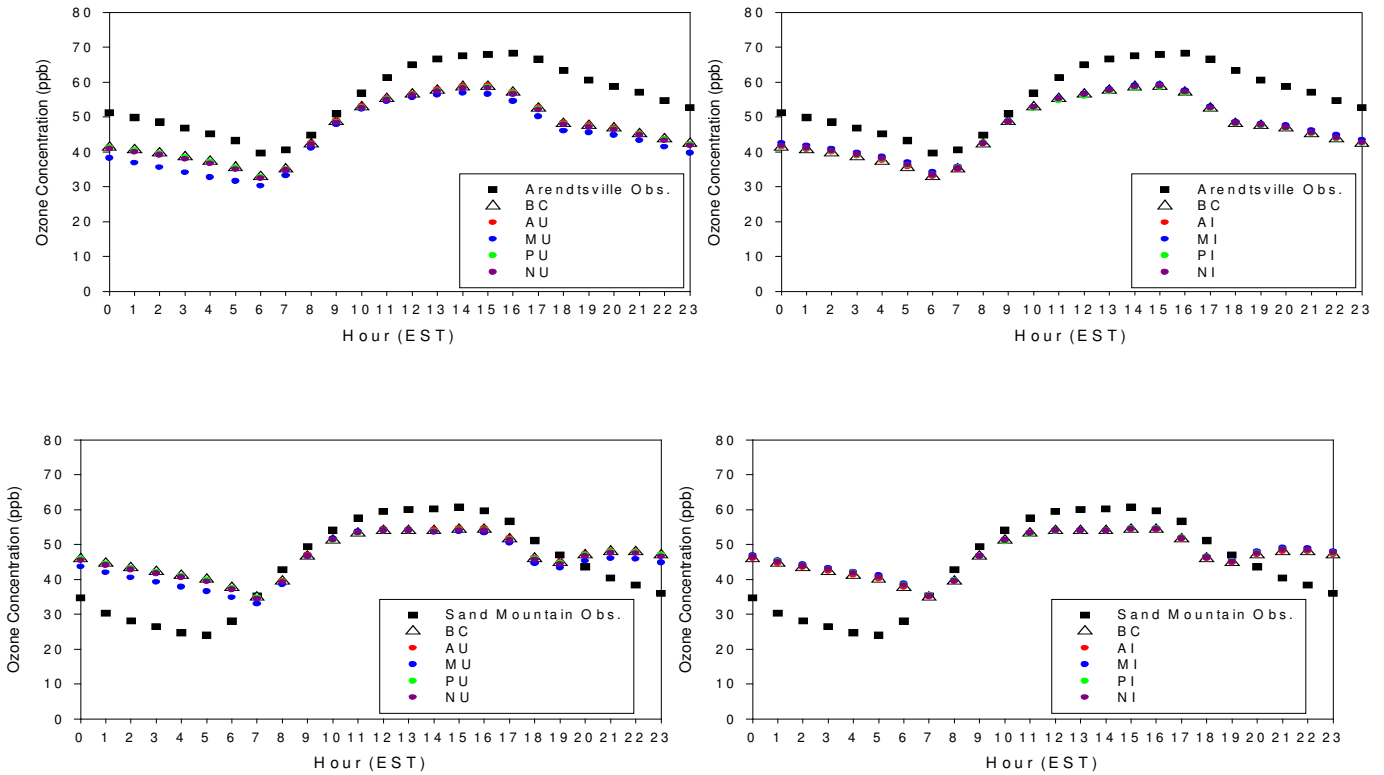 80
70
60
50
40
30
20
10
0
Ozone Concentration (ppb)
Arendtsville Obs.
BC
AU
MU
PU
NU
0 1 2 3 4 5 6 7 8 9 10 11 12 13 14 15 16 17 18 19 20 21 22 23
Hour (EST)
80
70
60
50
40
30
20
10
0
Ozone Concentration (ppb)
Arendtsville Obs.
BC
AI
MI
PI
NI
0 1 2 3 4 5 6 7 8 9 10 11 12 13 14 15 16 17 18 19 20 21 22 23
Hour (EST)
80
70
60
50
40
30
20
10
0
Ozone Concentration (ppb)
Sand Mountain Obs.
BC
AU
MU
PU
NU
0 1 2 3 4 5 6 7 8 9 10 11 12 13 14 15 16 17 18 19 20 21 22 23
Hour (EST)
80
70
60
50
40
30
20
10
0
Ozone Concentration (ppb)
Sand Mountain Obs.
BC
AI
MI
PI
NI
0 1 2 3 4 5 6 7 8 9 10 11 12 13 14 15 16 17 18 19 20 21 22 23
Hour (EST)